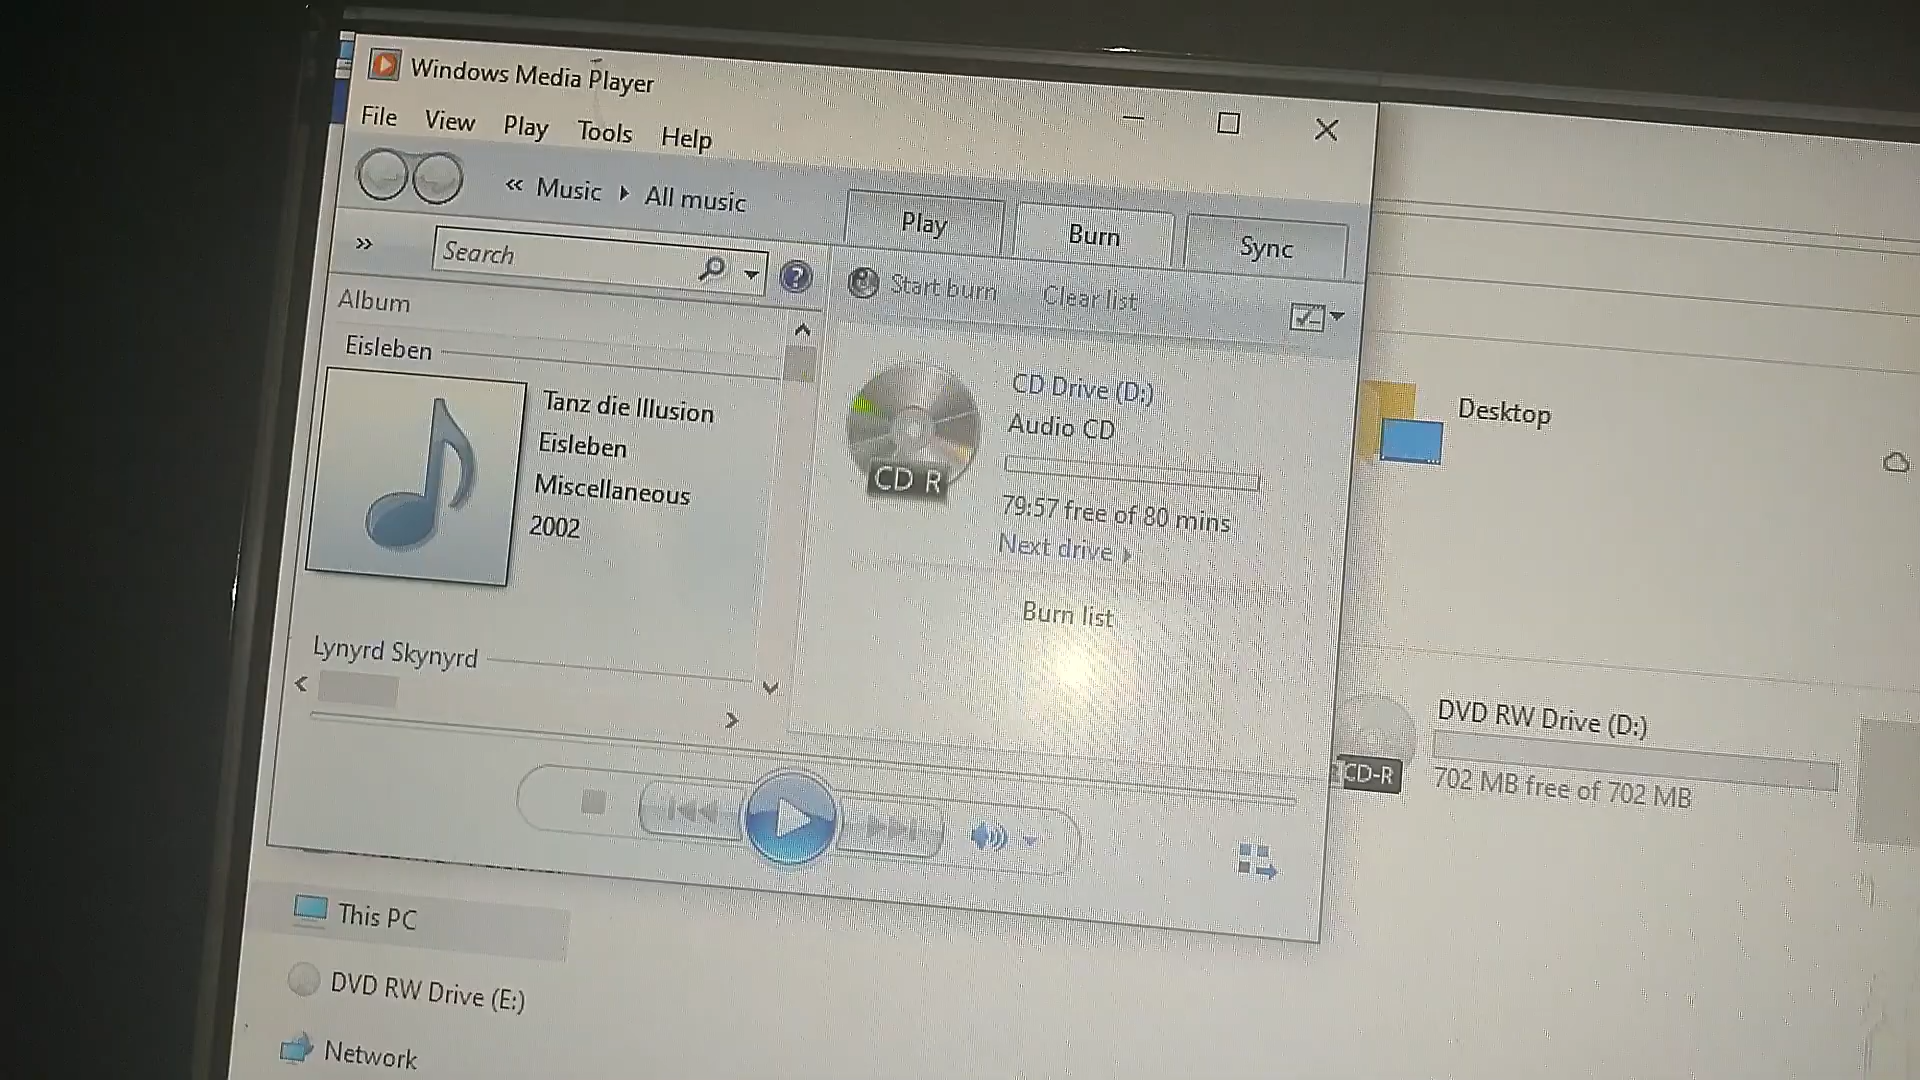 Windows Media Player
File View Play Tools Help
« Music All music
Play Burn Sync
» Search
Start burn Clear list
Album
Eisleben
Tanz die Illusion
Eisleben
Miscellaneous
2002
Lynyrd Skynyrd
CD Drive (D:)
Audio CD
CD R
79:57 free of 80 mins
Next drive
Burn list
Desktop
DVD RW Drive (D:)
CD-R
702 MB free of 702 MB
This PC
DVD RW Drive (E:)
Network